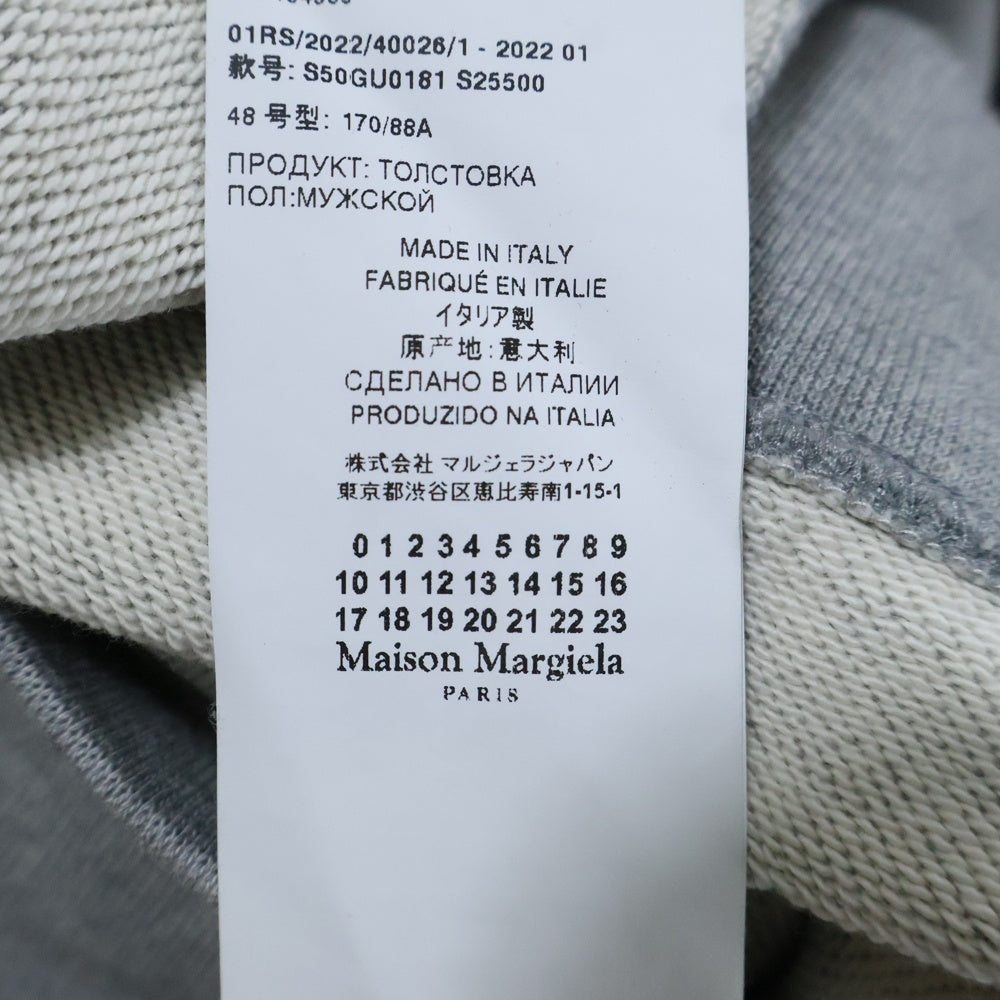 01RS/2022/40026/1 - 2022 01
款号: S50GU0181 S25500
48 号型: 170/88A
ПРОДУКТ: ТОЛСТОВКА
ПОЛ:МУЖСКОЙ
MADE IN ITALY
FABRIQUÉ EN ITALIE
イタリア製
原产地:意大利
СДЕЛАНО В ИТАЛИИ
PRODUZIDO NA ITALIA
株式会社 マルジェラジャパン
東京都渋谷区恵比寿南1-15-1
0 1 2 3 4 5 6 7 8 9
10 11 12 13 14 15 16
17 18 19 20 21 22 23
Maison Margiela
PARIS